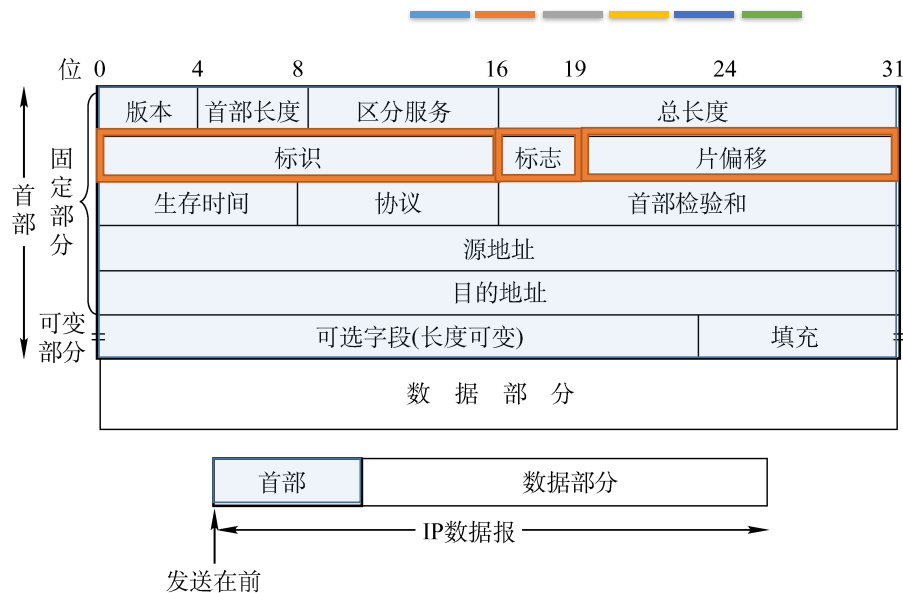 位 0 4 8 16 19 24 31
版本 首部长度 区分服务 总长度
标识 标志 片偏移
生存时间 协议 首部检验和
源地址
目的地址
可选字段(长度可变) 填充
首部
固定部分
可变
部分
数据部分
首部 数据部分
IP数据报
发送在前